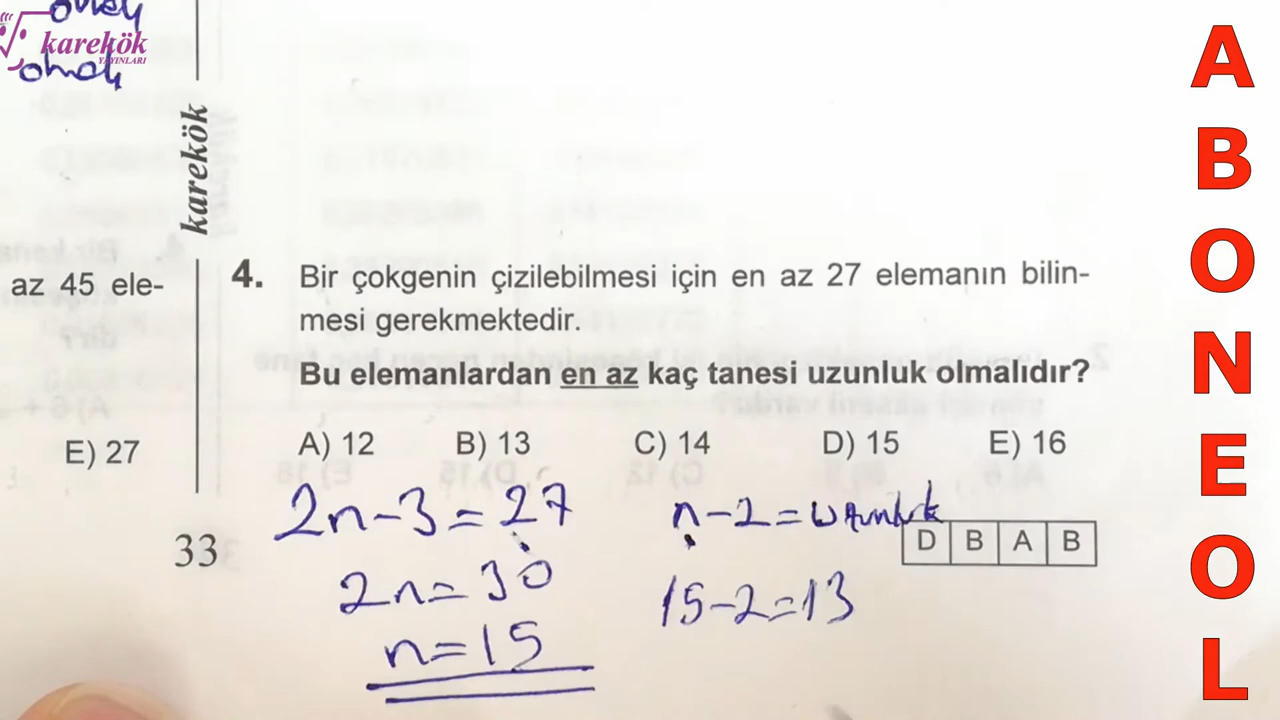 olmalı
karekök
YAYINLARI
olmalı
karekök
az 45 ele-
E) 27
33
4. Bir çokgenin çizilebilmesi için en az 27 elemanın bilin-
mesi gerekmektedir.
Bu elemanlardan en az kaç tanesi uzunluk olmalıdır?
A) 12 B) 13 C) 14 D) 15 E) 16
2n-3=27
2n=30
n=15
n-2=uzunluk
15-2=13
D B A B
A
B
O
N
E
O
L